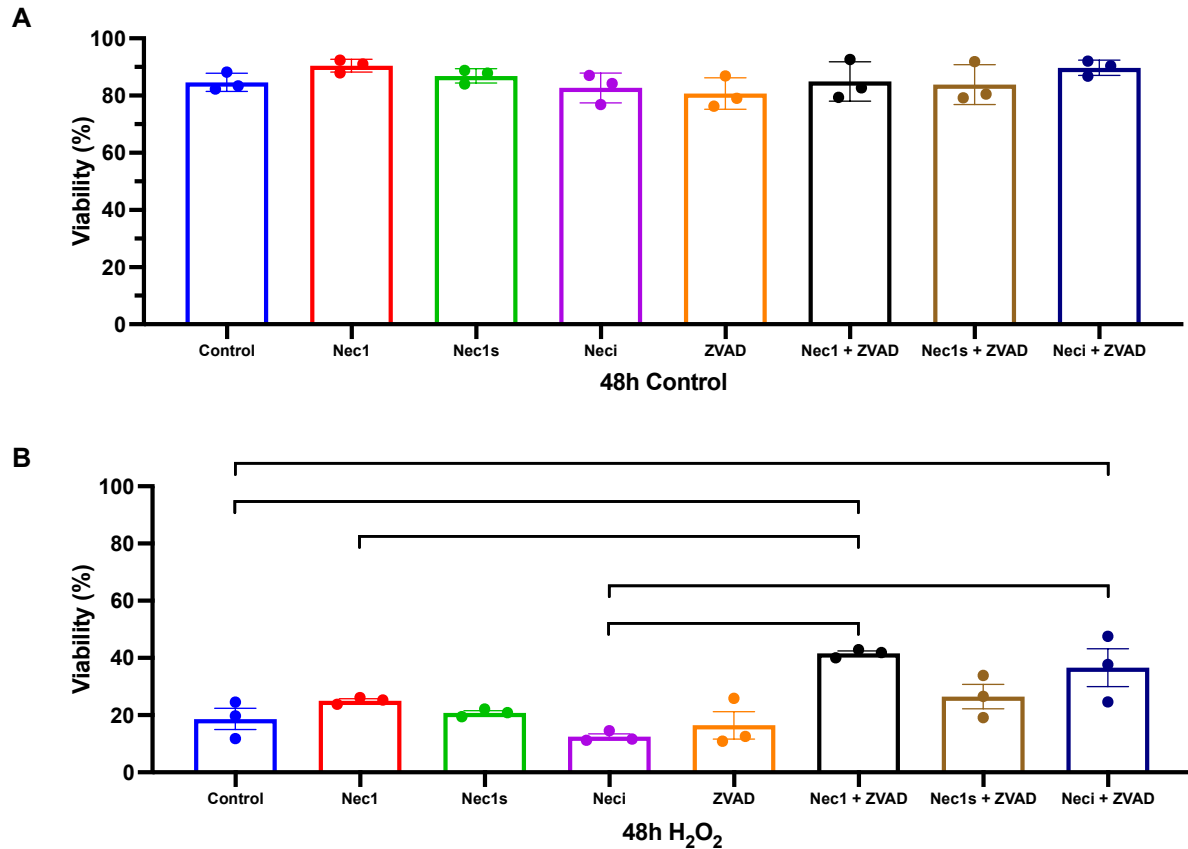 A
Viability (%)
100
80
60
40
20
0
Control Nec1 Nec1s Neci ZVAD Nec1 + ZVAD Nec1s + ZVAD Neci + ZVAD
48h Control
B
Viability (%)
100
80
60
40
20
0
Control Nec1 Nec1s Neci ZVAD Nec1 + ZVAD Nec1s + ZVAD Neci + ZVAD
48h H₂O₂